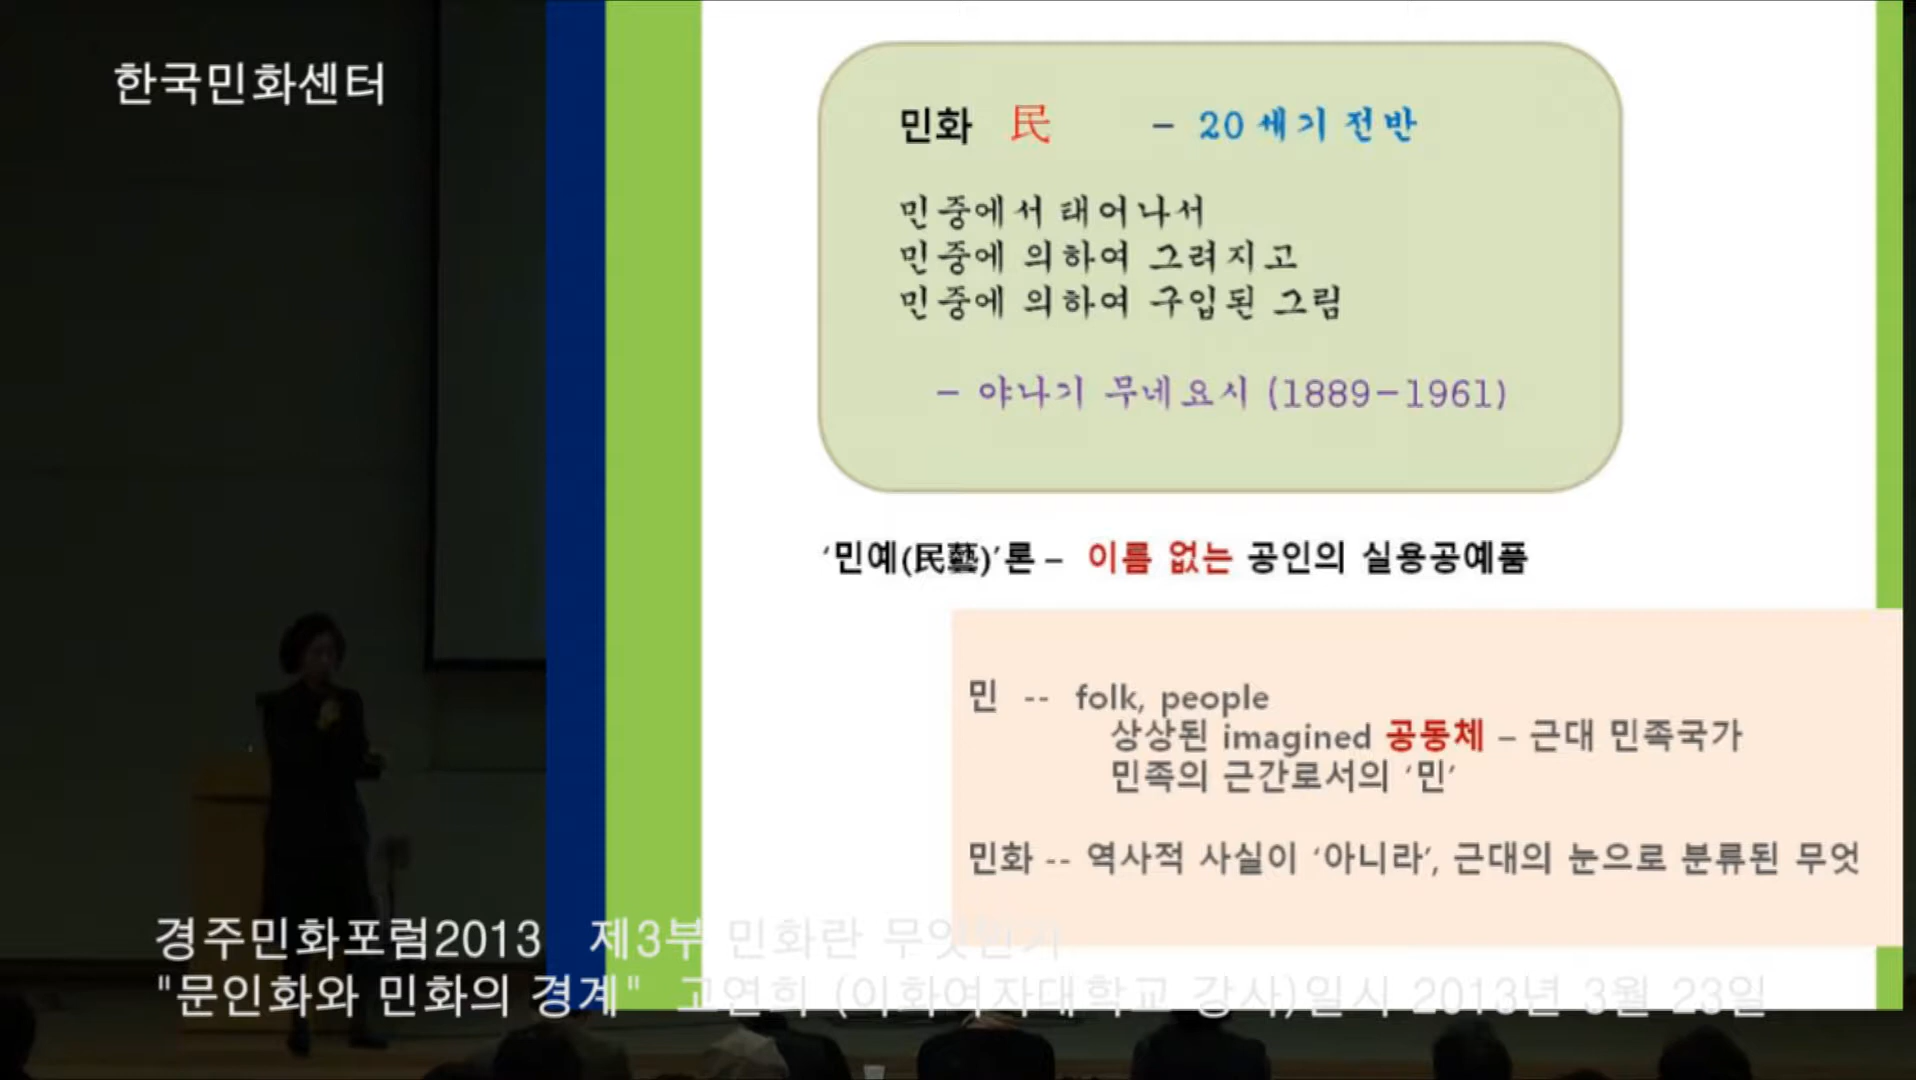 한국민화센터
민화 民 - 20세기 전반
민중에서 태어나서
민중에 의하여 그려지고
민중에 의하여 구입된 그림
- 야나기 무네요시 (1889-1961)
‘민예(民藝)’론 – 이름 없는 공인의 실용공예품
민 -- folk, people
상상된 imagined 공동체 – 근대 민족국가
민족의 근간로서의 ‘민’
민화 -- 역사적 사실이 ‘아니라’, 근대의 눈으로 분류된 무엇
경주민화포럼2013 제3부 민화란 무엇인가
"문인화와 민화의 경계" 고연희 (이화여자대학교 강사)일시 2013년 3월 23일